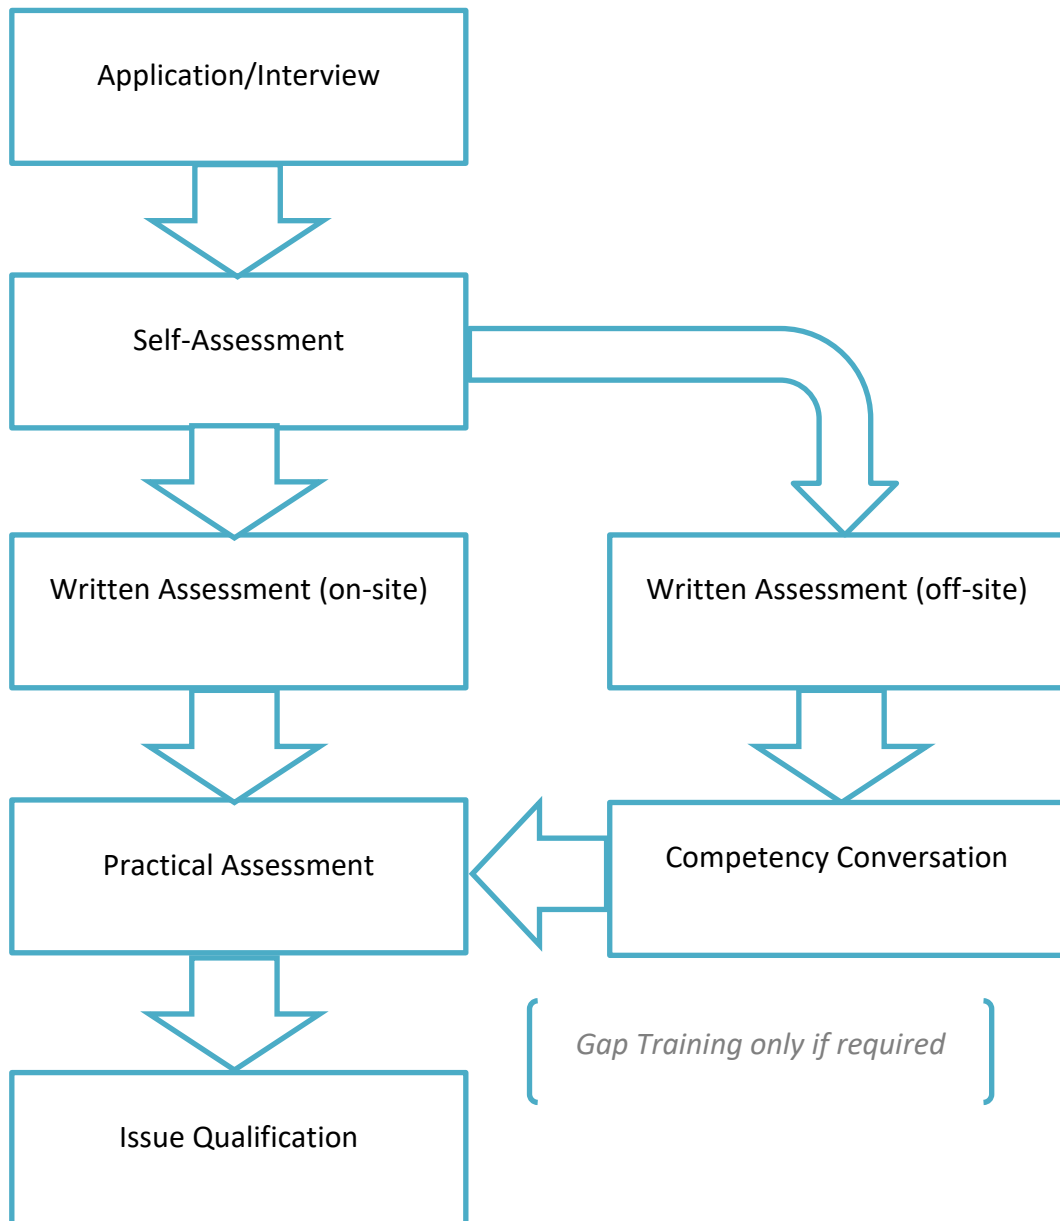 Application/Interview
Self-Assessment
Written Assessment (on-site)
Written Assessment (off-site)
Practical Assessment
Competency Conversation
Gap Training only if required
Issue Qualification